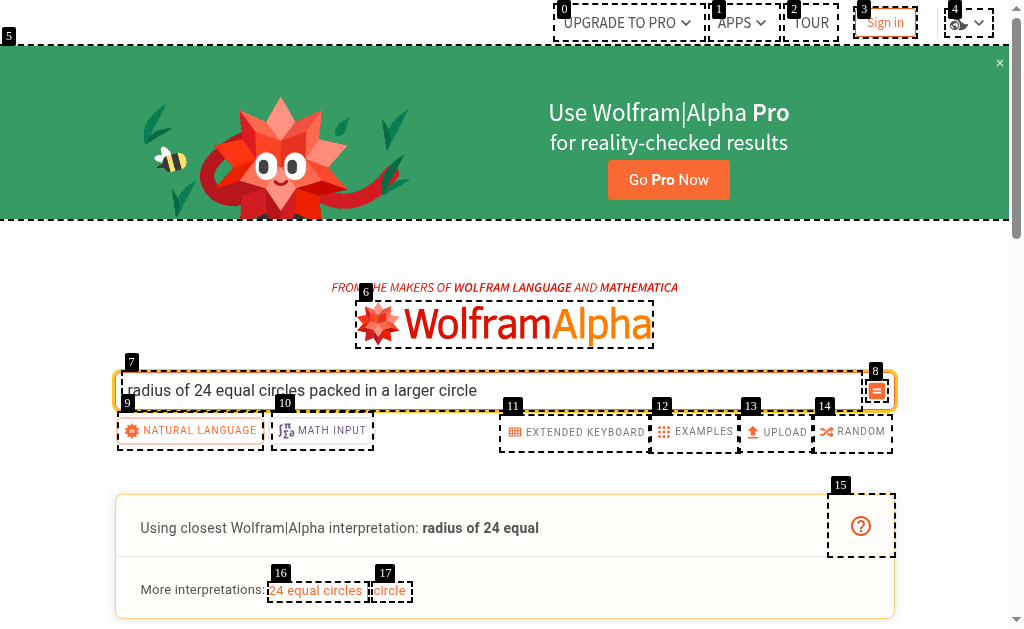 0
1
2
3
4
UPGRADE TO PRO
APPS
TOUR
Sign in
5
×
Use Wolfram|Alpha Pro
for reality-checked results
Go Pro Now
FROM THE MAKERS OF WOLFRAM LANGUAGE AND MATHEMATICA
6
WolframAlpha
7
8
radius of 24 equal circles packed in a larger circle
=
9
10
11
12
13
14
NATURAL LANGUAGE
MATH INPUT
EXTENDED KEYBOARD
EXAMPLES
UPLOAD
RANDOM
15
Using closest Wolfram|Alpha interpretation: radius of 24 equal
?
16
17
More interpretations: 24 equal circles circle